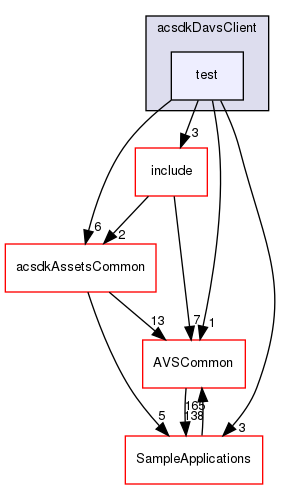 acsdkDavsClient
test
3
include
6
2
acsdkAssetsCommon
13
7
1
AVSCommon
165
138
5
3
SampleApplications